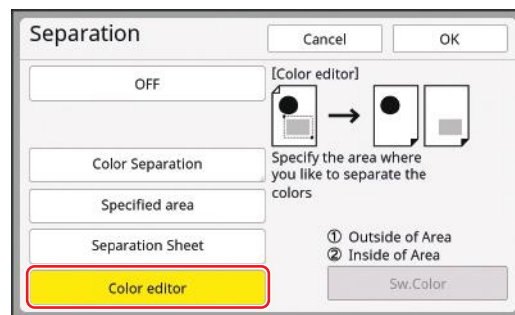 Separation
Cancel
OK
OFF
Color Separation
Specified area
Separation Sheet
Color editor
[Color editor]
Specify the area where
you like to separate the
colors
① Outside of Area
② Inside of Area
Sw.Color